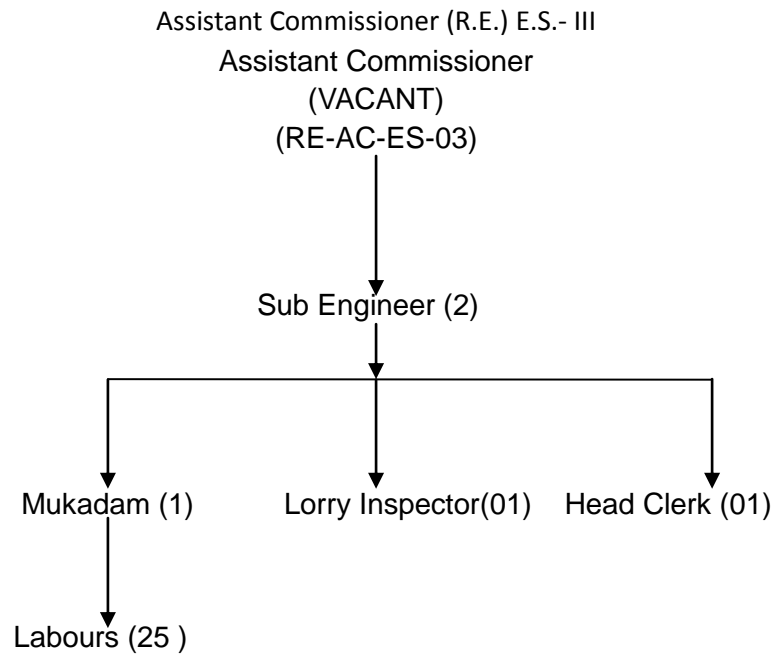 Assistant Commissioner (R.E.) E.S.- III
Assistant Commissioner
(VACANT)
(RE-AC-ES-03)
Sub Engineer (2)
Mukadam (1)
Lorry Inspector(01)
Head Clerk (01)
Labours (25 )